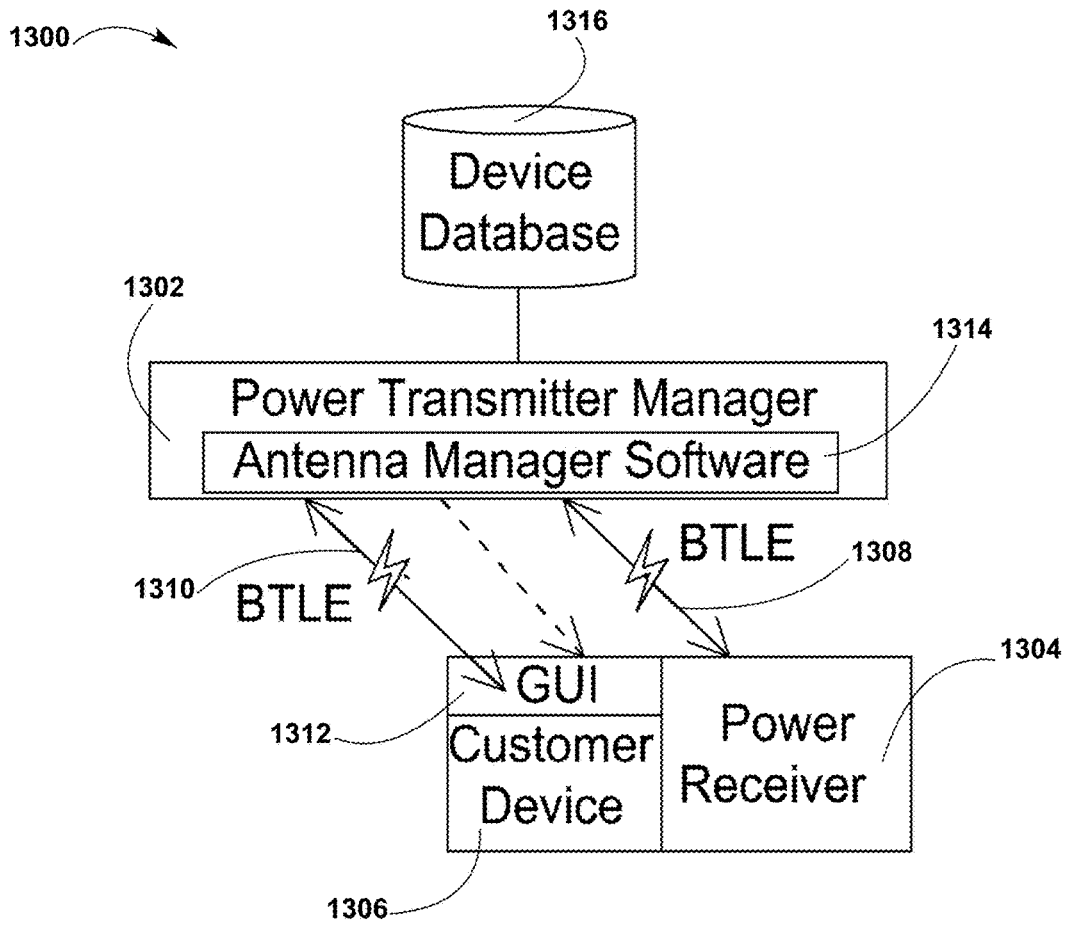 1300
1316
Device
Database
1302
1314
Power Transmitter Manager
Antenna Manager Software
BTLE
1308
1310
BTLE
1304
GUI
1312
Power
Receiver
Customer
Device
1306